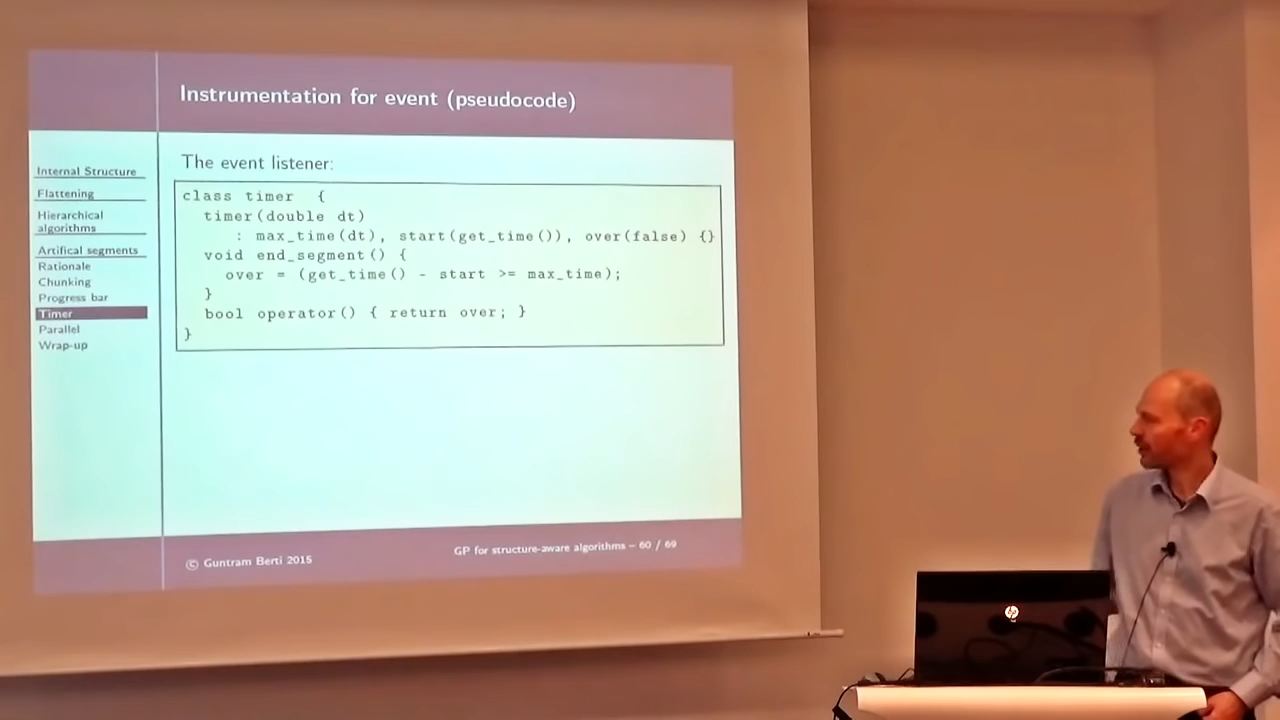 Instrumentation for event (pseudocode)
Internal Structure
Flattening
Hierarchical
algorithms
Artifical segments
Rationale
Chunking
Progress bar
Timer
Parallel
Wrap-up
The event listener:
class timer {
timer(double dt)
: max_time(dt), start(get_time()), over(false) {}
void end_segment() {
over = (get_time() - start >= max_time);
}
bool operator() { return over; }
}
© Guntram Berti 2015
GP for structure-aware algorithms – 60 / 69
hp